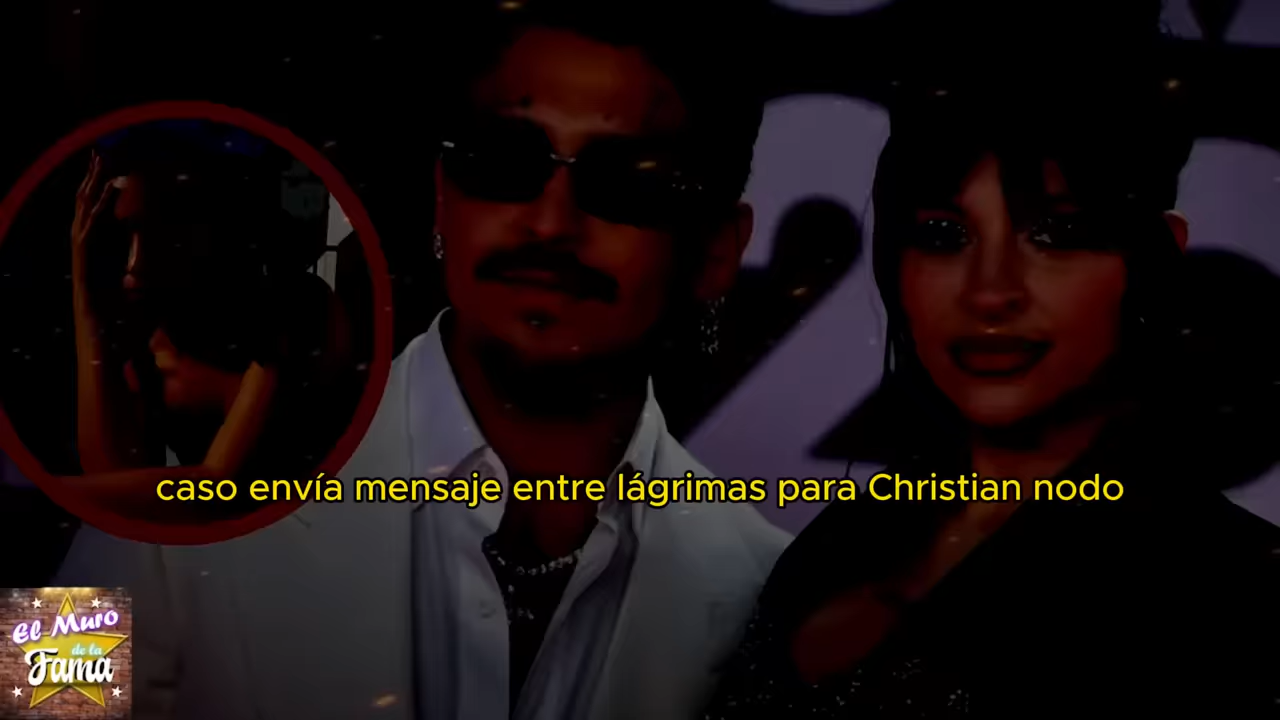 caso envía mensaje entre lágrimas para Christian nodo
El Muro
de la
Fama